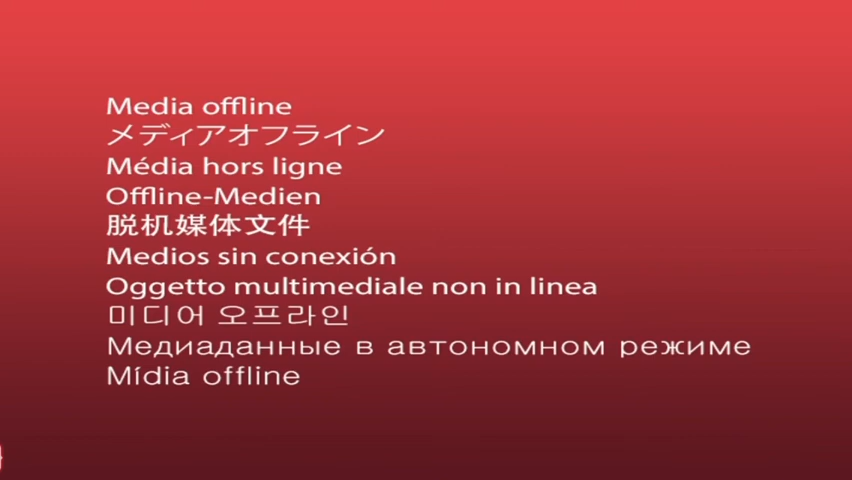 Media offline
メディアオフライン
Média hors ligne
Offline-Medien
脱机媒体文件
Medios sin conexión
Oggetto multimediale non in linea
미디어 오프라인
Медиаданные в автономном режиме
Mídia offline